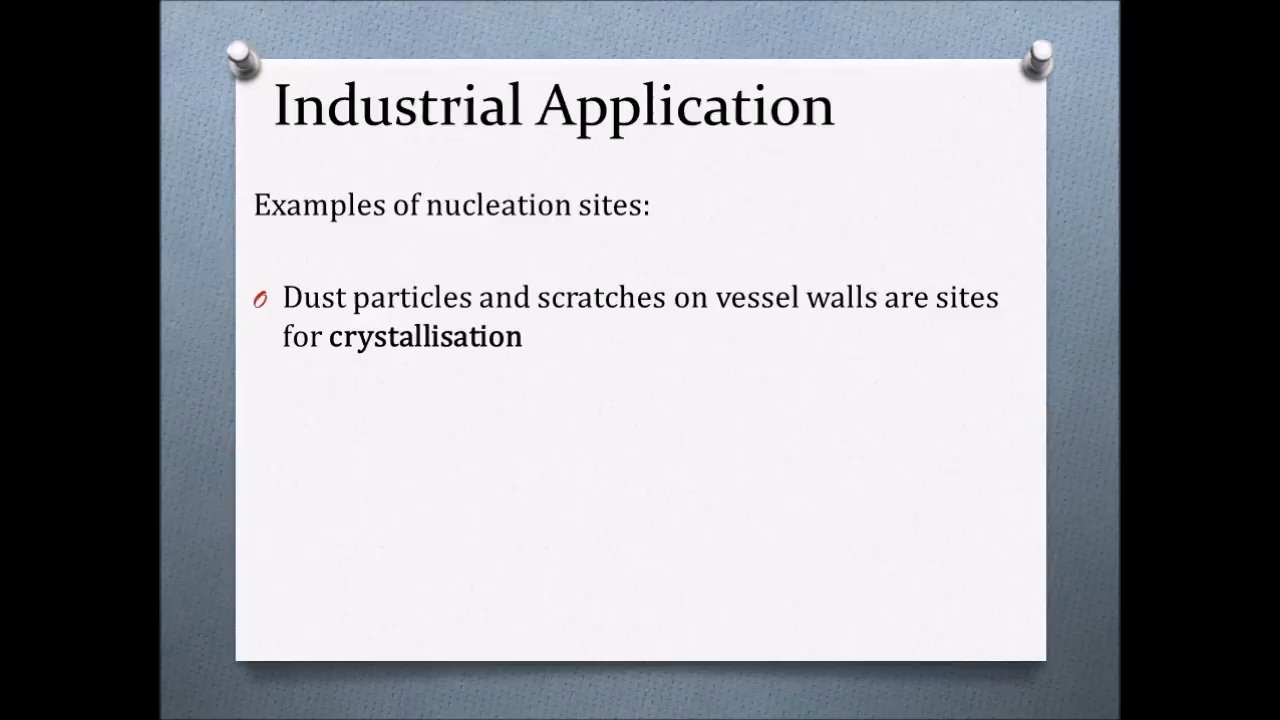 Industrial Application
Examples of nucleation sites:
Dust particles and scratches on vessel walls are sites
for crystallisation